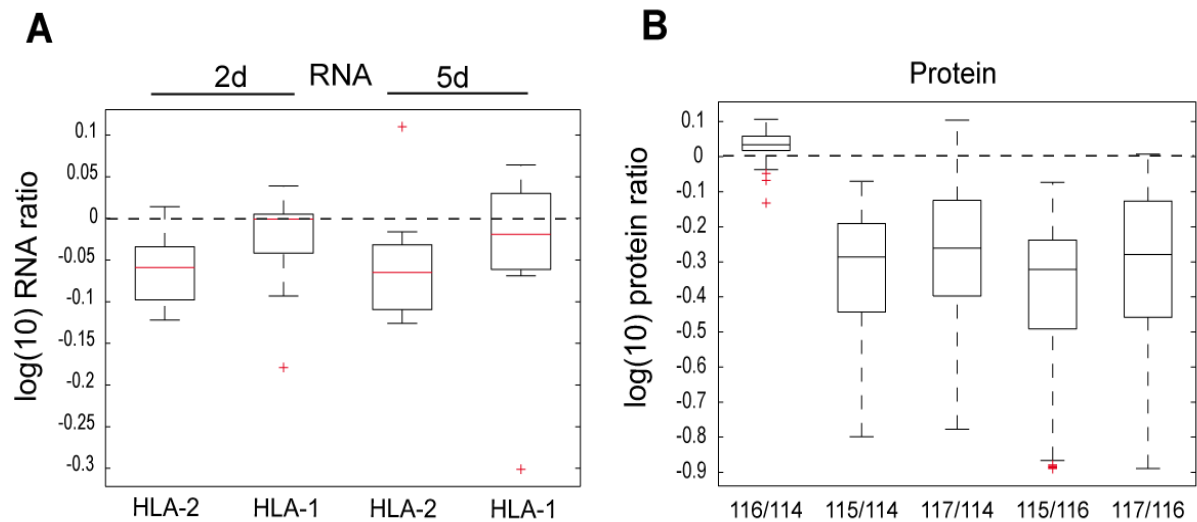 A
2d RNA 5d
log(10) RNA ratio
0.1
0.05
0
-0.05
-0.1
-0.15
-0.2
-0.25
-0.3
HLA-2 HLA-1 HLA-2 HLA-1
B
Protein
log(10) protein ratio
0.1
0
-0.1
-0.2
-0.3
-0.4
-0.5
-0.6
-0.7
-0.8
-0.9
116/114 115/114 117/114 115/116 117/116